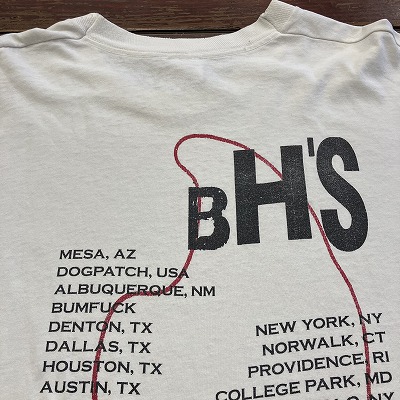 BH'S
MESA, AZ
DOGPATCH, USA
ALBUQUERQUE, NM
BUMFUCK
DENTON, TX
DALLAS, TX
HOUSTON, TX
AUSTIN, TX
NEW YORK, NY
NORWALK, CT
PROVIDENCE, RI
COLLEGE PARK, MD
NY